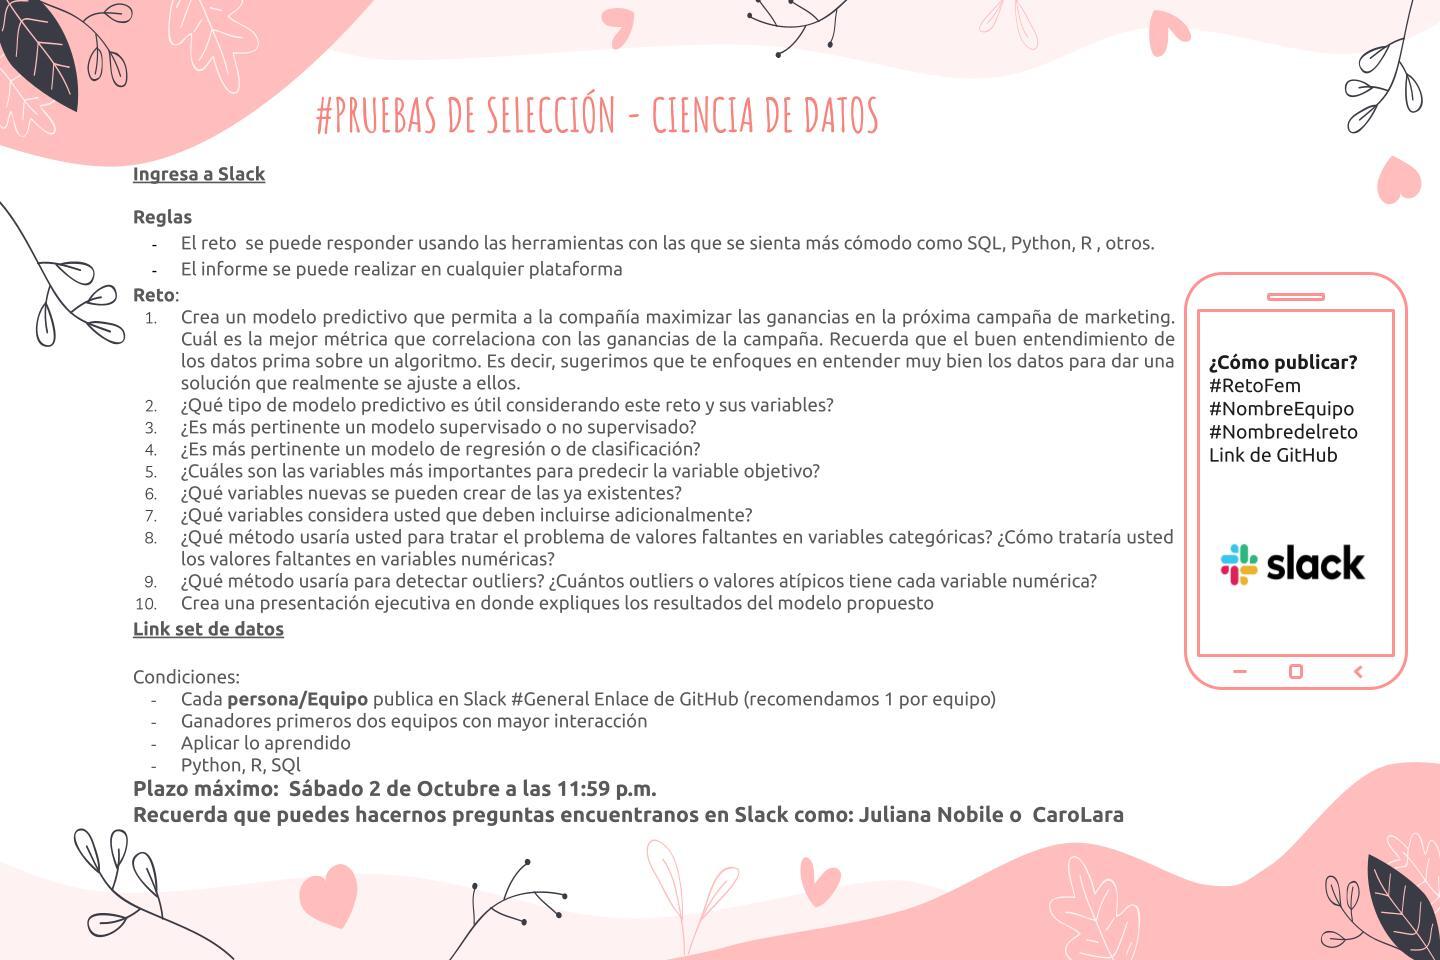 #PRUEBAS DE SELECCIÓN - CIENCIA DE DATOS
Ingresa a Slack
Reglas
- El reto se puede responder usando las herramientas con las que se sienta más cómodo como SQL, Python, R , otros.
- El informe se puede realizar en cualquier plataforma
Reto:
1. Crea un modelo predictivo que permita a la compañía maximizar las ganancias en la próxima campaña de marketing.
Cuál es la mejor métrica que correlaciona con las ganancias de la campaña. Recuerda que el buen entendimiento de
los datos prima sobre un algoritmo. Es decir, sugerimos que te enfoques en entender muy bien los datos para dar una
solución que realmente se ajuste a ellos.
2. ¿Qué tipo de modelo predictivo es útil considerando este reto y sus variables?
3. ¿Es más pertinente un modelo supervisado o no supervisado?
4. ¿Es más pertinente un modelo de regresión o de clasificación?
5. ¿Cuáles son las variables más importantes para predecir la variable objetivo?
6. ¿Qué variables nuevas se pueden crear de las ya existentes?
7. ¿Qué variables considera usted que deben incluirse adicionalmente?
8. ¿Qué método usaría usted para tratar el problema de valores faltantes en variables categóricas? ¿Cómo trataría usted
los valores faltantes en variables numéricas?
9. ¿Qué método usaría para detectar outliers? ¿Cuántos outliers o valores atípicos tiene cada variable numérica?
10. Crea una presentación ejecutiva en donde expliques los resultados del modelo propuesto
Link set de datos
Condiciones:
- Cada persona/Equipo publica en Slack #General Enlace de GitHub (recomendamos 1 por equipo)
- Ganadores primeros dos equipos con mayor interacción
- Aplicar lo aprendido
- Python, R, SQl
Plazo máximo: Sábado 2 de Octubre a las 11:59 p.m.
Recuerda que puedes hacernos preguntas encuentranos en Slack como: Juliana Nobile o CaroLara
¿Cómo publicar?
#RetoFem
#NombreEquipo
#Nombredelreto
Link de GitHub
slack